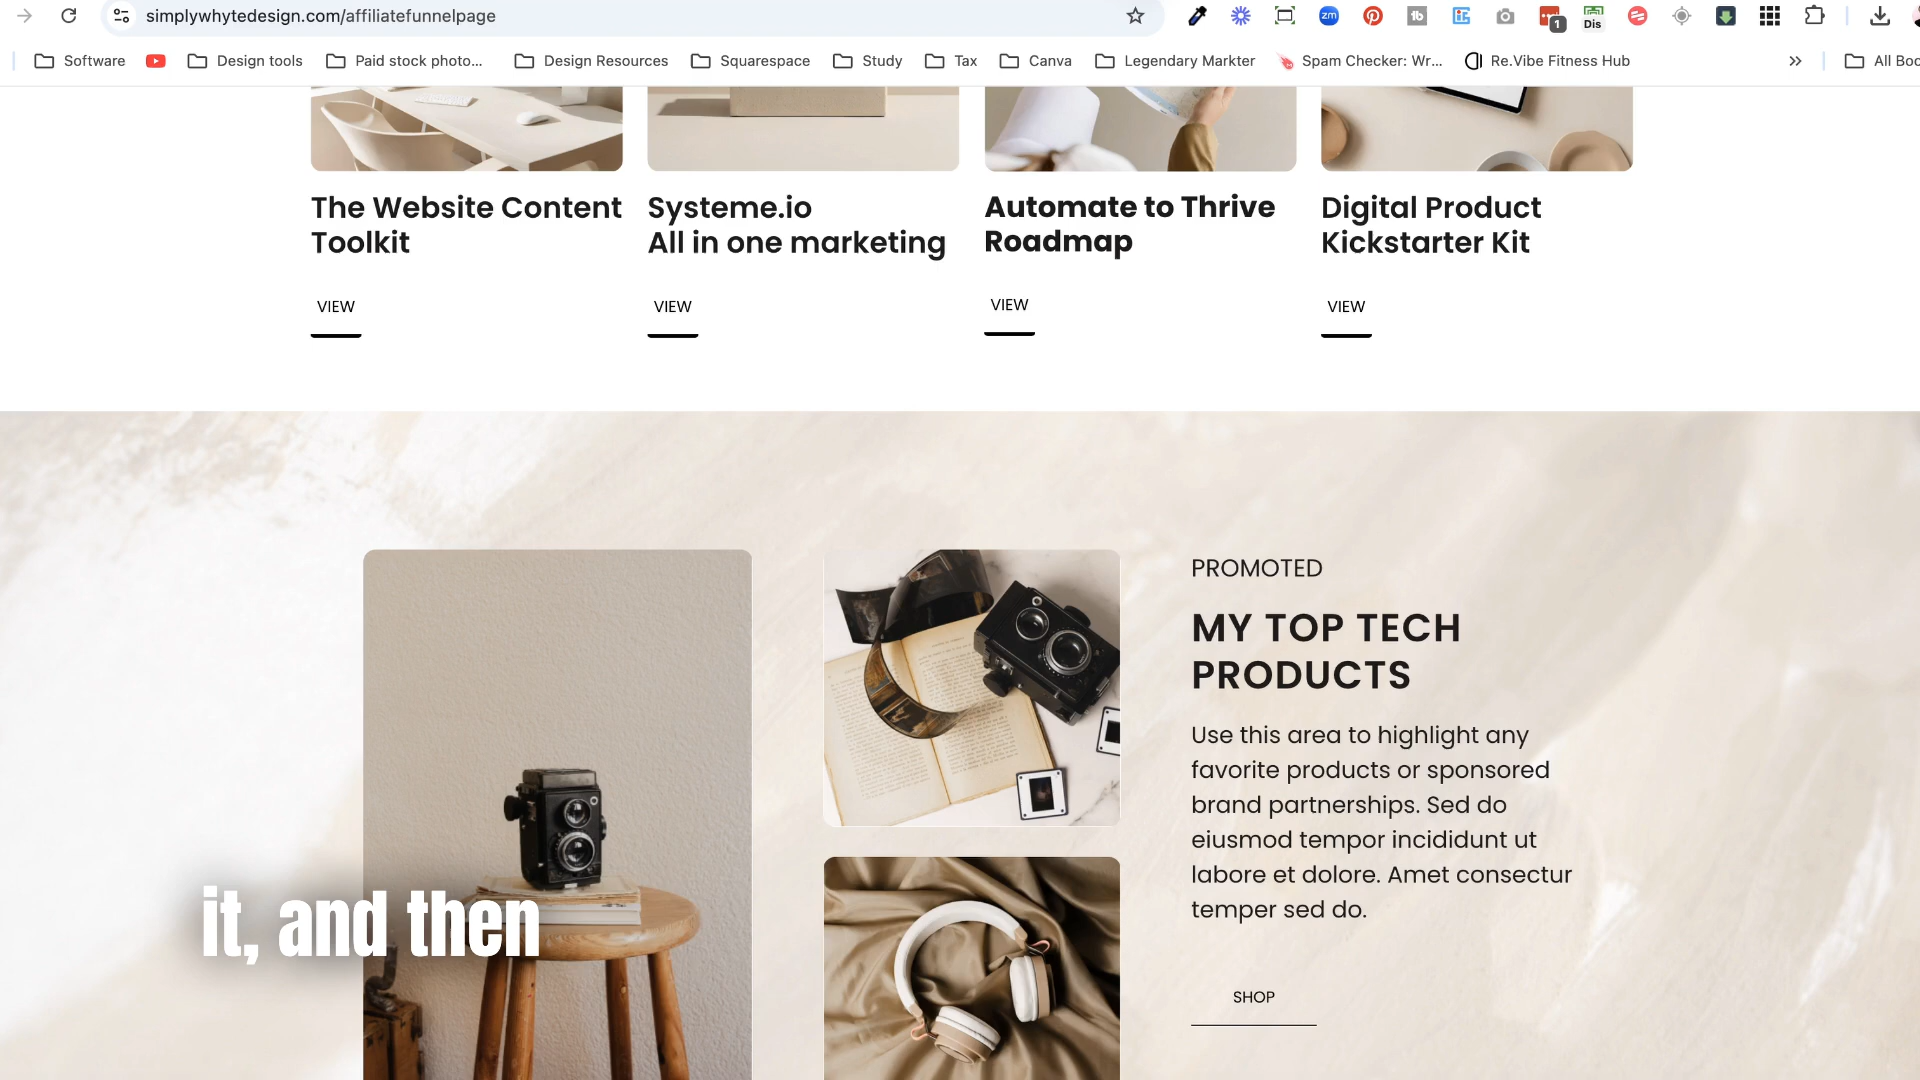 simplywhytedesign.com/affiliatefunnelpage
zm
1
Dis
Software
Design tools
Paid stock photo...
Design Resources
Squarespace
Study
Tax
Canva
Legendary Markter
Spam Checker: Wr...
Re.Vibe Fitness Hub
All Boo
The Website Content
Toolkit
VIEW
Systeme.io
All in one marketing
VIEW
Automate to Thrive
Roadmap
VIEW
Digital Product
Kickstarter Kit
VIEW
PROMOTED
MY TOP TECH
PRODUCTS
Use this area to highlight any
favorite products or sponsored
brand partnerships. Sed do
eiusmod tempor incididunt ut
labore et dolore. Amet consectur
temper sed do.
SHOP
it, and then